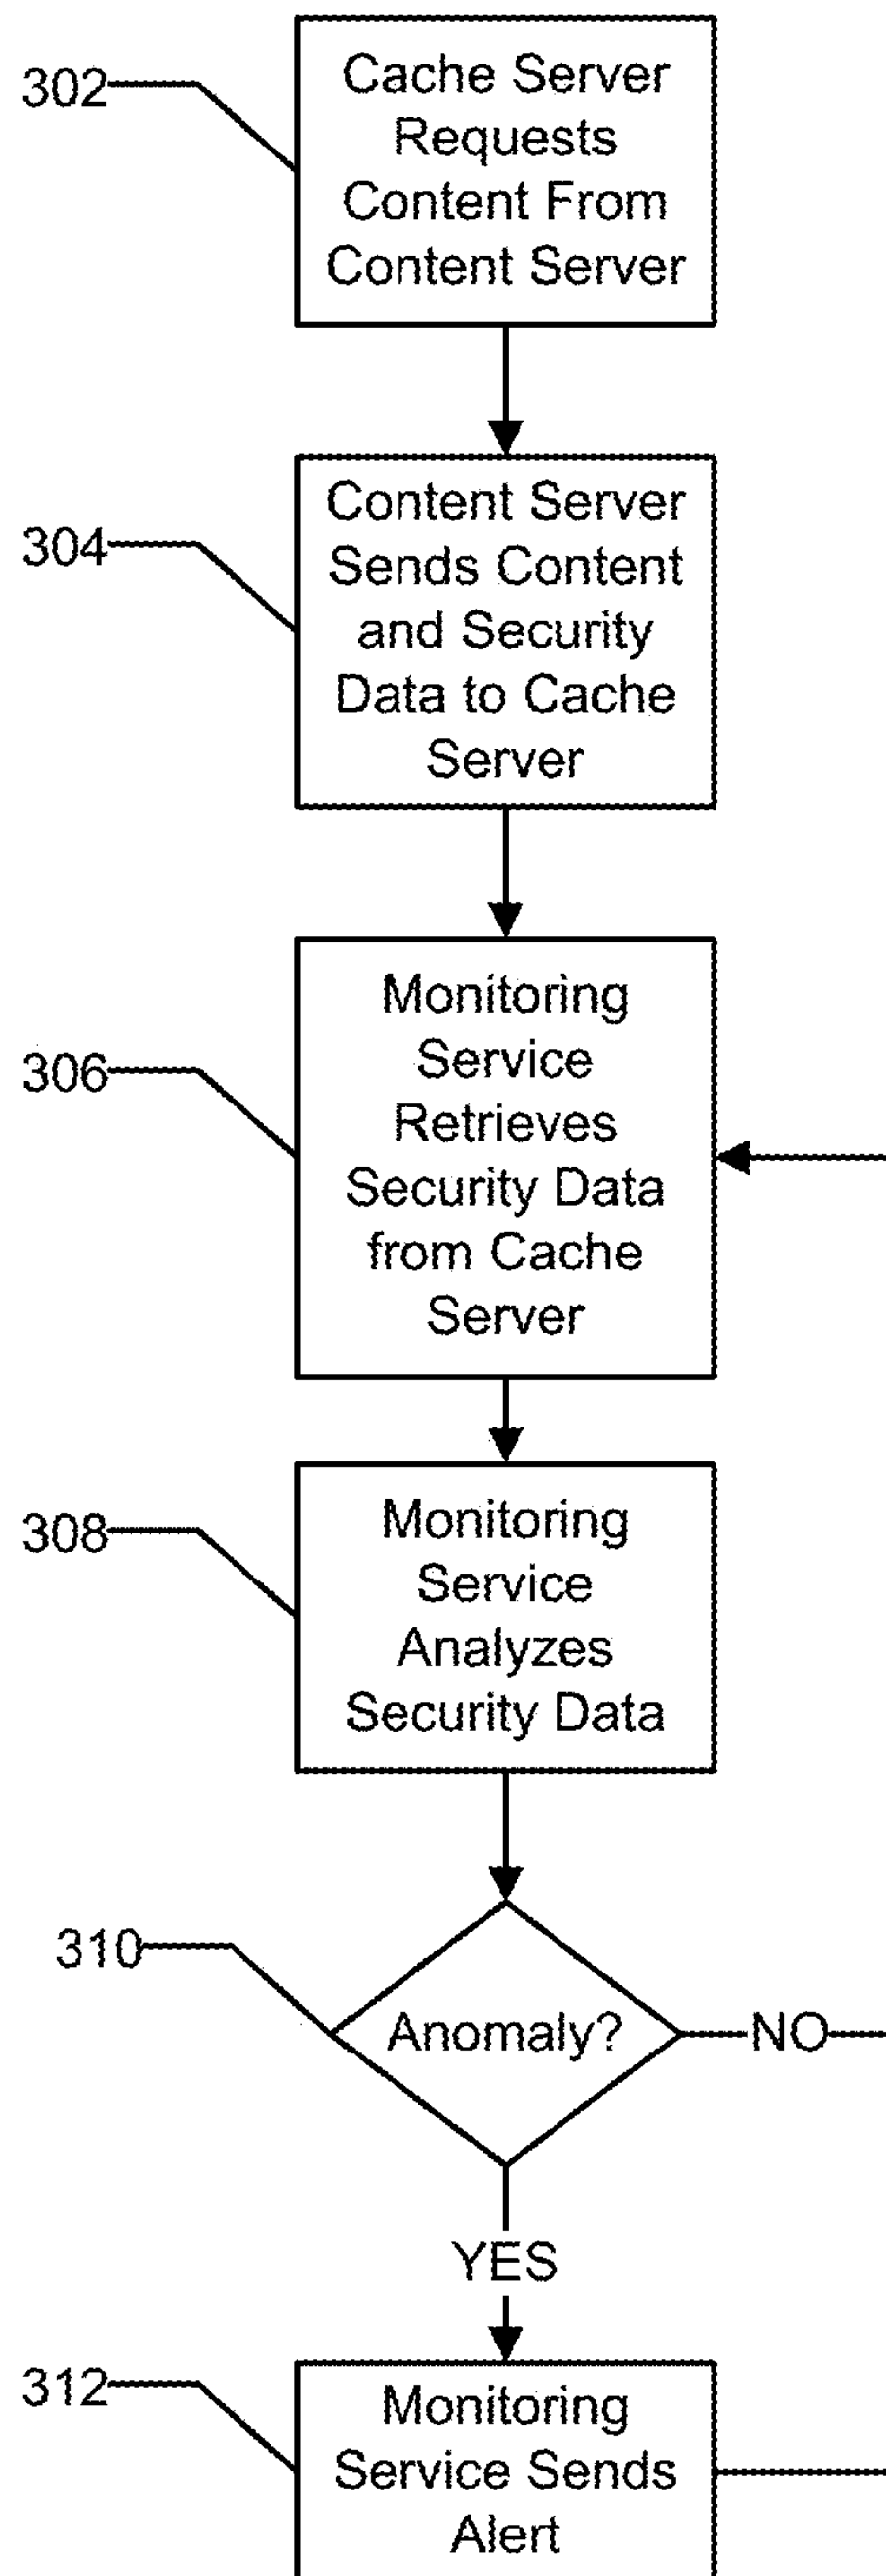 302
Cache Server
Requests
Content From
Content Server
304
Content Server
Sends Content
and Security
Data to Cache
Server
306
Monitoring
Service
Retrieves
Security Data
from Cache
Server
308
Monitoring
Service
Analyzes
Security Data
310
Anomaly?
NO
YES
312
Monitoring
Service Sends
Alert